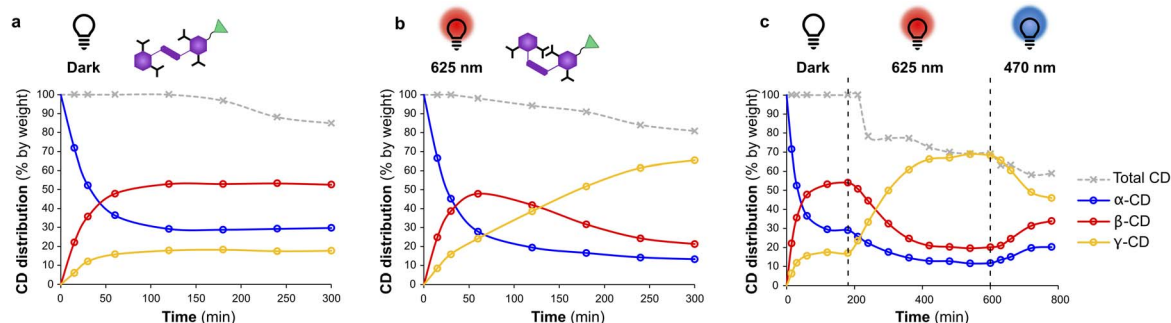 a
Dark
CD distribution (% by weight)
100
90
80
70
60
50
40
30
20
10
0
0 50 100 150 200 250 300
Time (min)
b
625 nm
CD distribution (% by weight)
100
90
80
70
60
50
40
30
20
10
0
0 50 100 150 200 250 300
Time (min)
c
Dark 625 nm 470 nm
CD distribution (% by weight)
100
90
80
70
60
50
40
30
20
10
0
0 200 400 600 800
Time (min)
Total CD
α-CD
β-CD
γ-CD